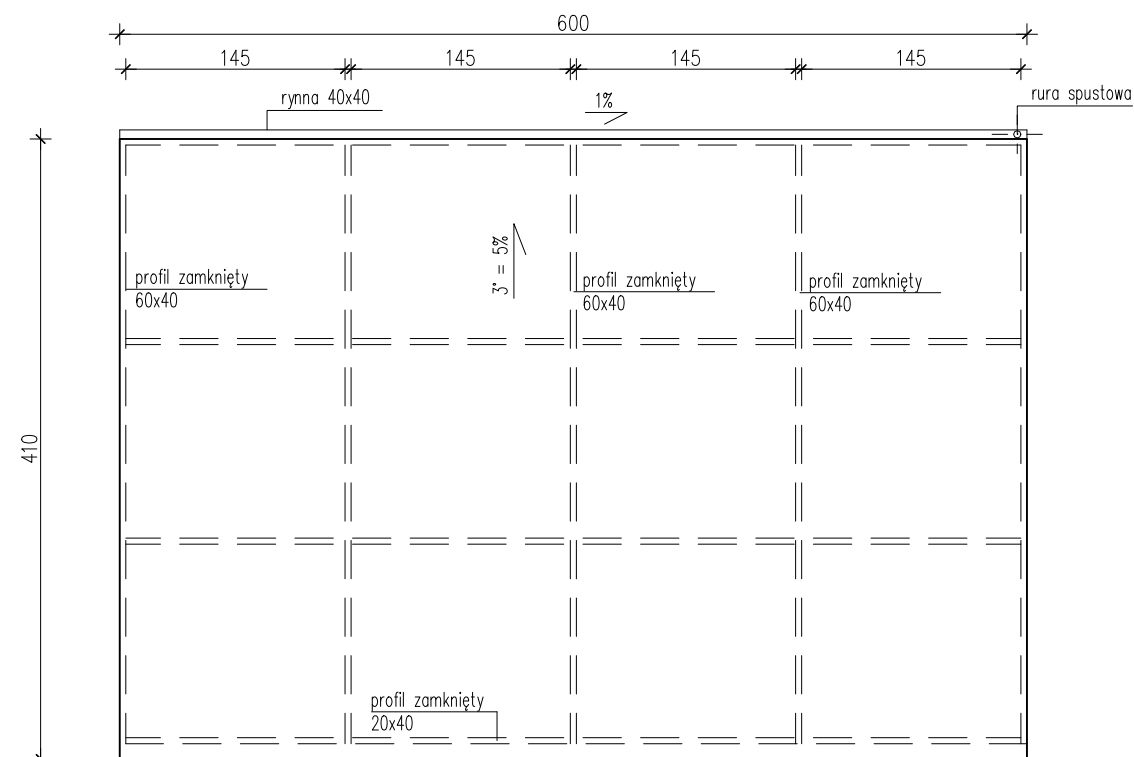 600
145
145
145
145
rynna 40x40
1%
rura spustowa
3° = 5%
profil zamknięty
60x40
profil zamknięty
60x40
profil zamknięty
60x40
410
profil zamknięty
20x40